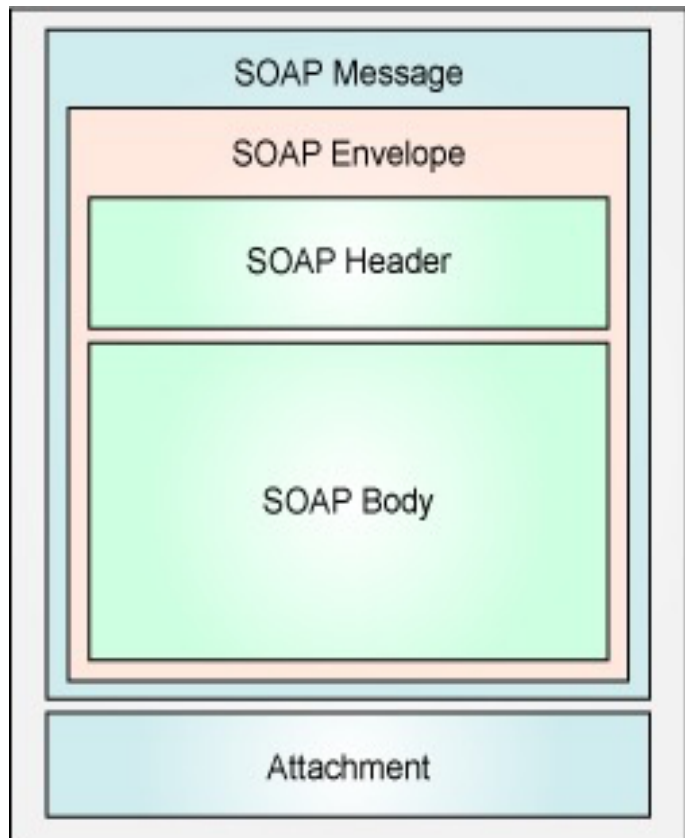 SOAP Message
SOAP Envelope
SOAP Header
SOAP Body
Attachment